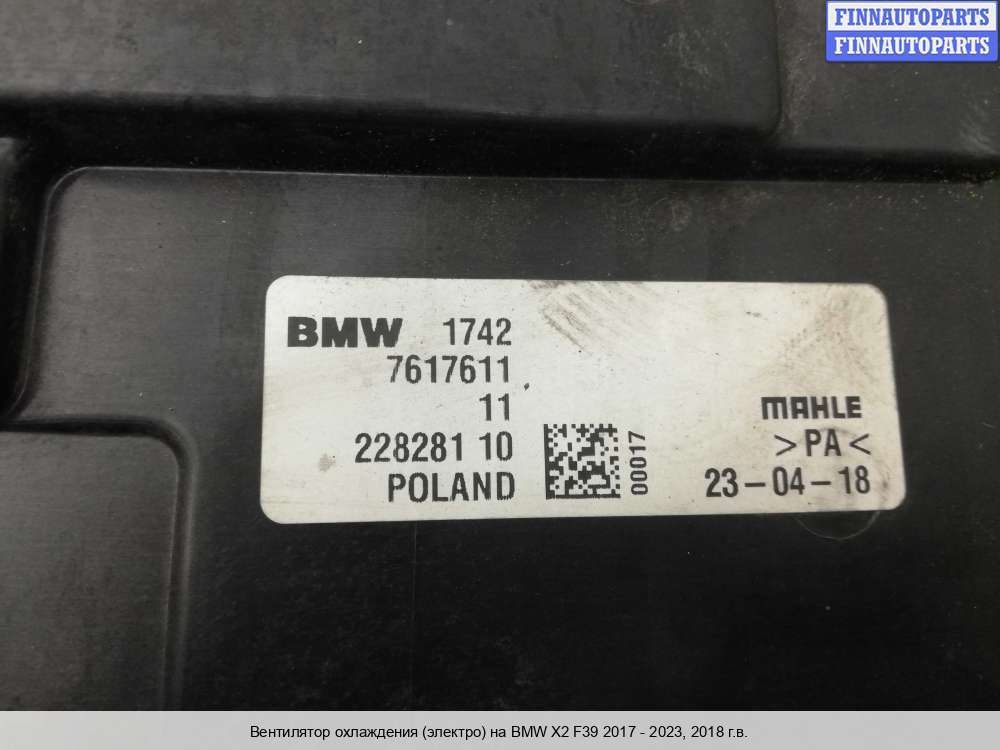 FINNAUTOPARTS
FINNAUTOPARTS
BMW 1742
7617611
11
228281 10
POLAND
00017
MAHLE
>PA<
23-04-18
Вентилятор охлаждения (электро) на BMW X2 F39 2017 - 2023, 2018 г.в.